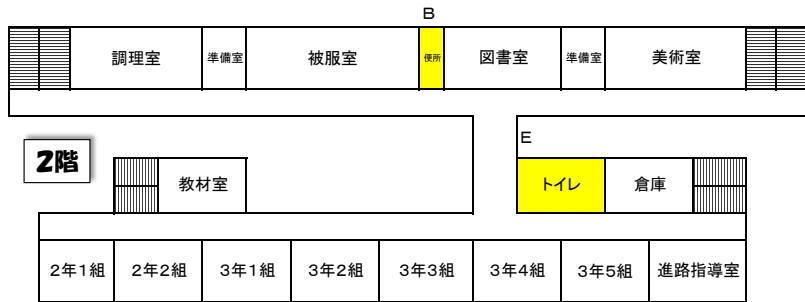 B
調理室 準備室 被服室 便所 図書室 準備室 美術室
E
2階
教材室 トイレ 倉庫
2年1組 2年2組 3年1組 3年2組 3年3組 3年4組 3年5組 進路指導室